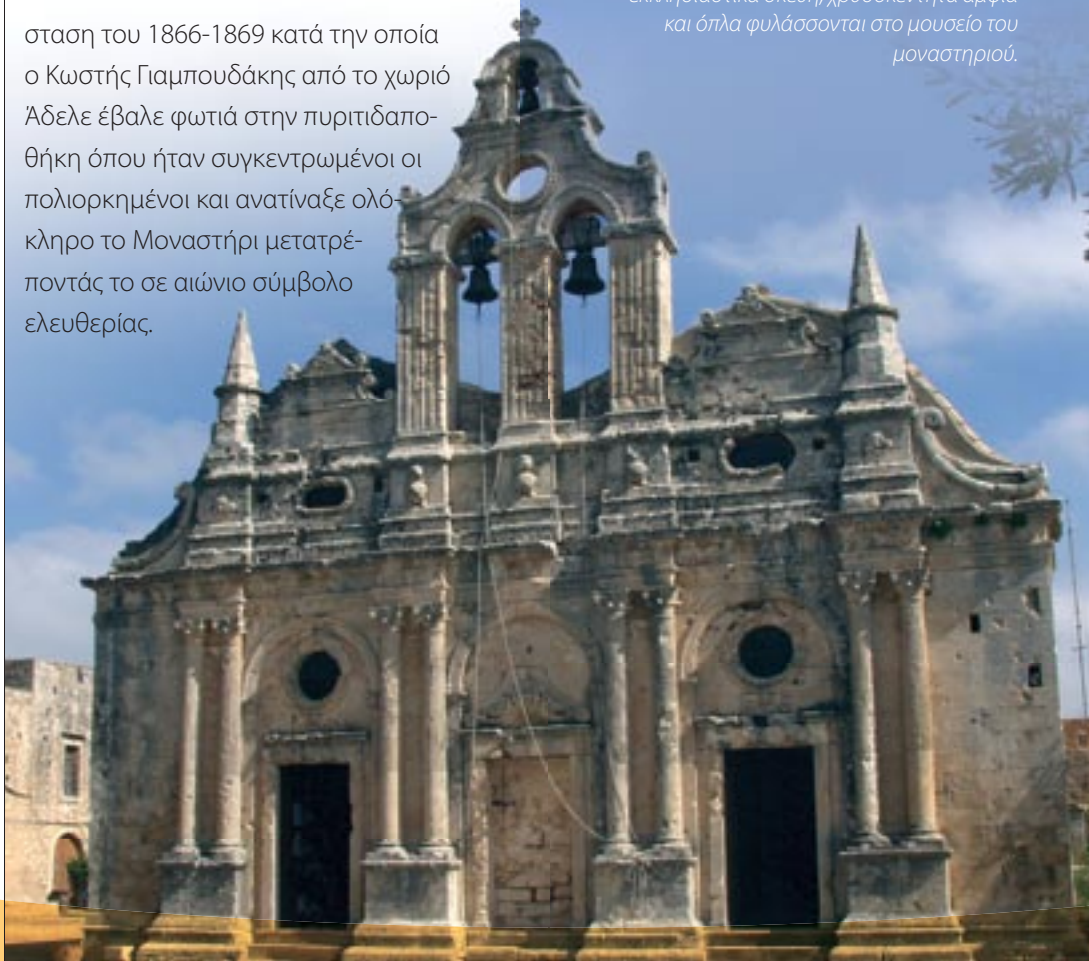 σταση του 1866-1869 κατά την οποία
ο Κωστής Γιαμπουδάκης από το χωριό
Άδελε έβαλε φωτιά στην πυριτιδαπο-
θήκη όπου ήταν συγκεντρωμένοι οι
πολιορκημένοι και ανατίναξε ολό-
κληρο το Μοναστήρι μετατρέ-
ποντάς το σε αιώνιο σύμβολο
ελευθερίας.
και όπλα φυλάσσονται στο μουσείο του
μοναστηριού.